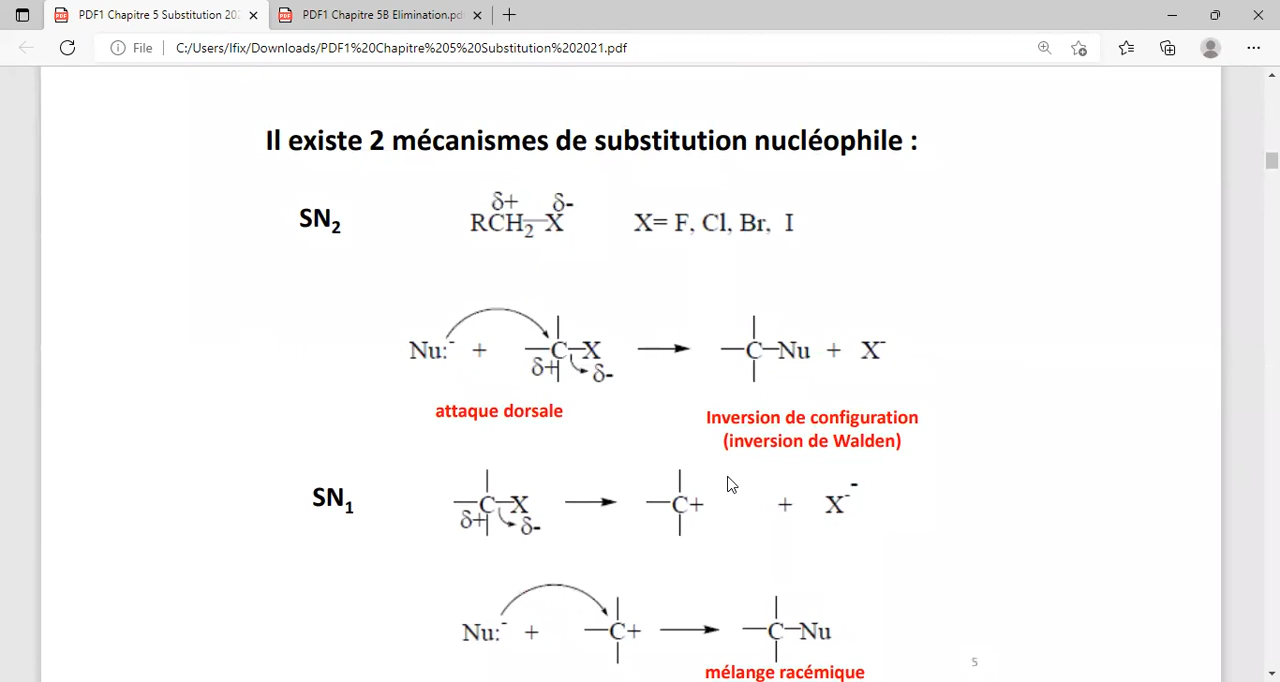 PDF1 Chapitre 5 Substitution 202
PDF1 Chapitre 5B Elimination.pd
File
C:/Users/Ifix/Downloads/PDF1%20Chapitre%205%20Substitution%202021.pdf
Il existe 2 mécanismes de substitution nucléophile :
SN₂
δ+ δ-
RCH₂—X X= F, Cl, Br, I
Nu:⁻ + —C—X ⟶ —C—Nu + X⁻
δ+ δ-
attaque dorsale
Inversion de configuration
(inversion de Walden)
SN₁
—C—X ⟶ —C+ + X⁻
δ+ δ-
Nu:⁻ + —C+ ⟶ —C—Nu
mélange racémique
5